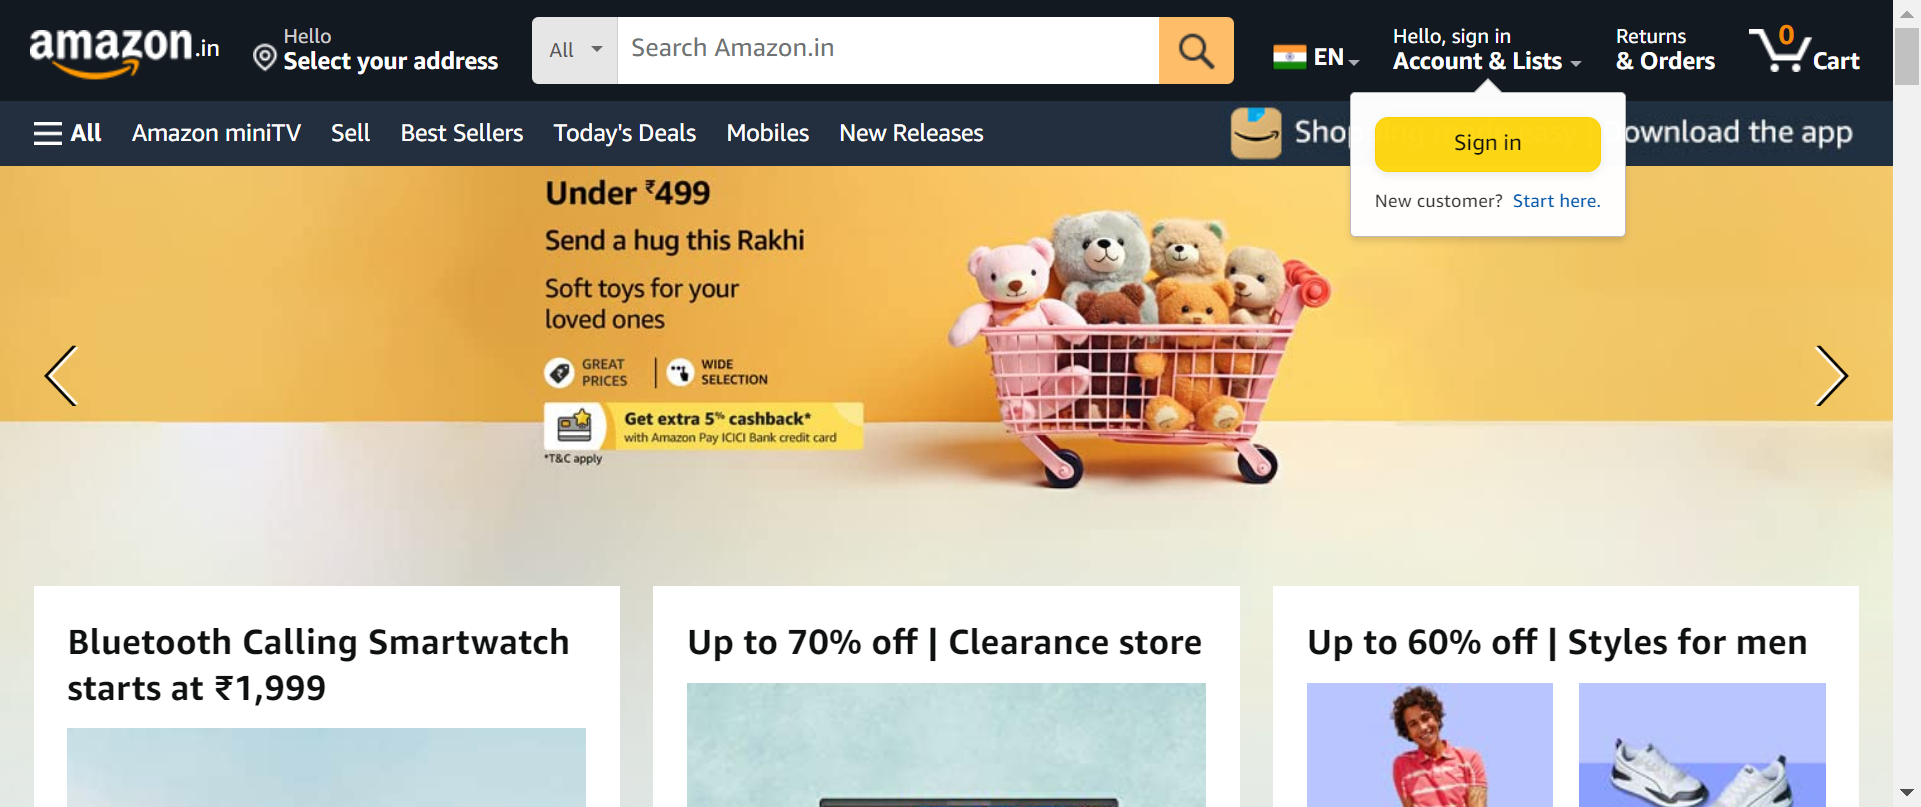 amazon.in
Hello
Select your address
All
Search Amazon.in
EN
Hello, sign in
Account & Lists
Returns
& Orders
0
Cart
All
Amazon miniTV
Sell
Best Sellers
Today's Deals
Mobiles
New Releases
Download the app
Sign in
New customer? Start here.
Under ₹499
Send a hug this Rakhi
Soft toys for your
loved ones
GREAT
PRICES
WIDE
SELECTION
Get extra 5% cashback*
with Amazon Pay ICICI Bank credit card
*T&C apply
Bluetooth Calling Smartwatch
starts at ₹1,999
Up to 70% off | Clearance store
Up to 60% off | Styles for men